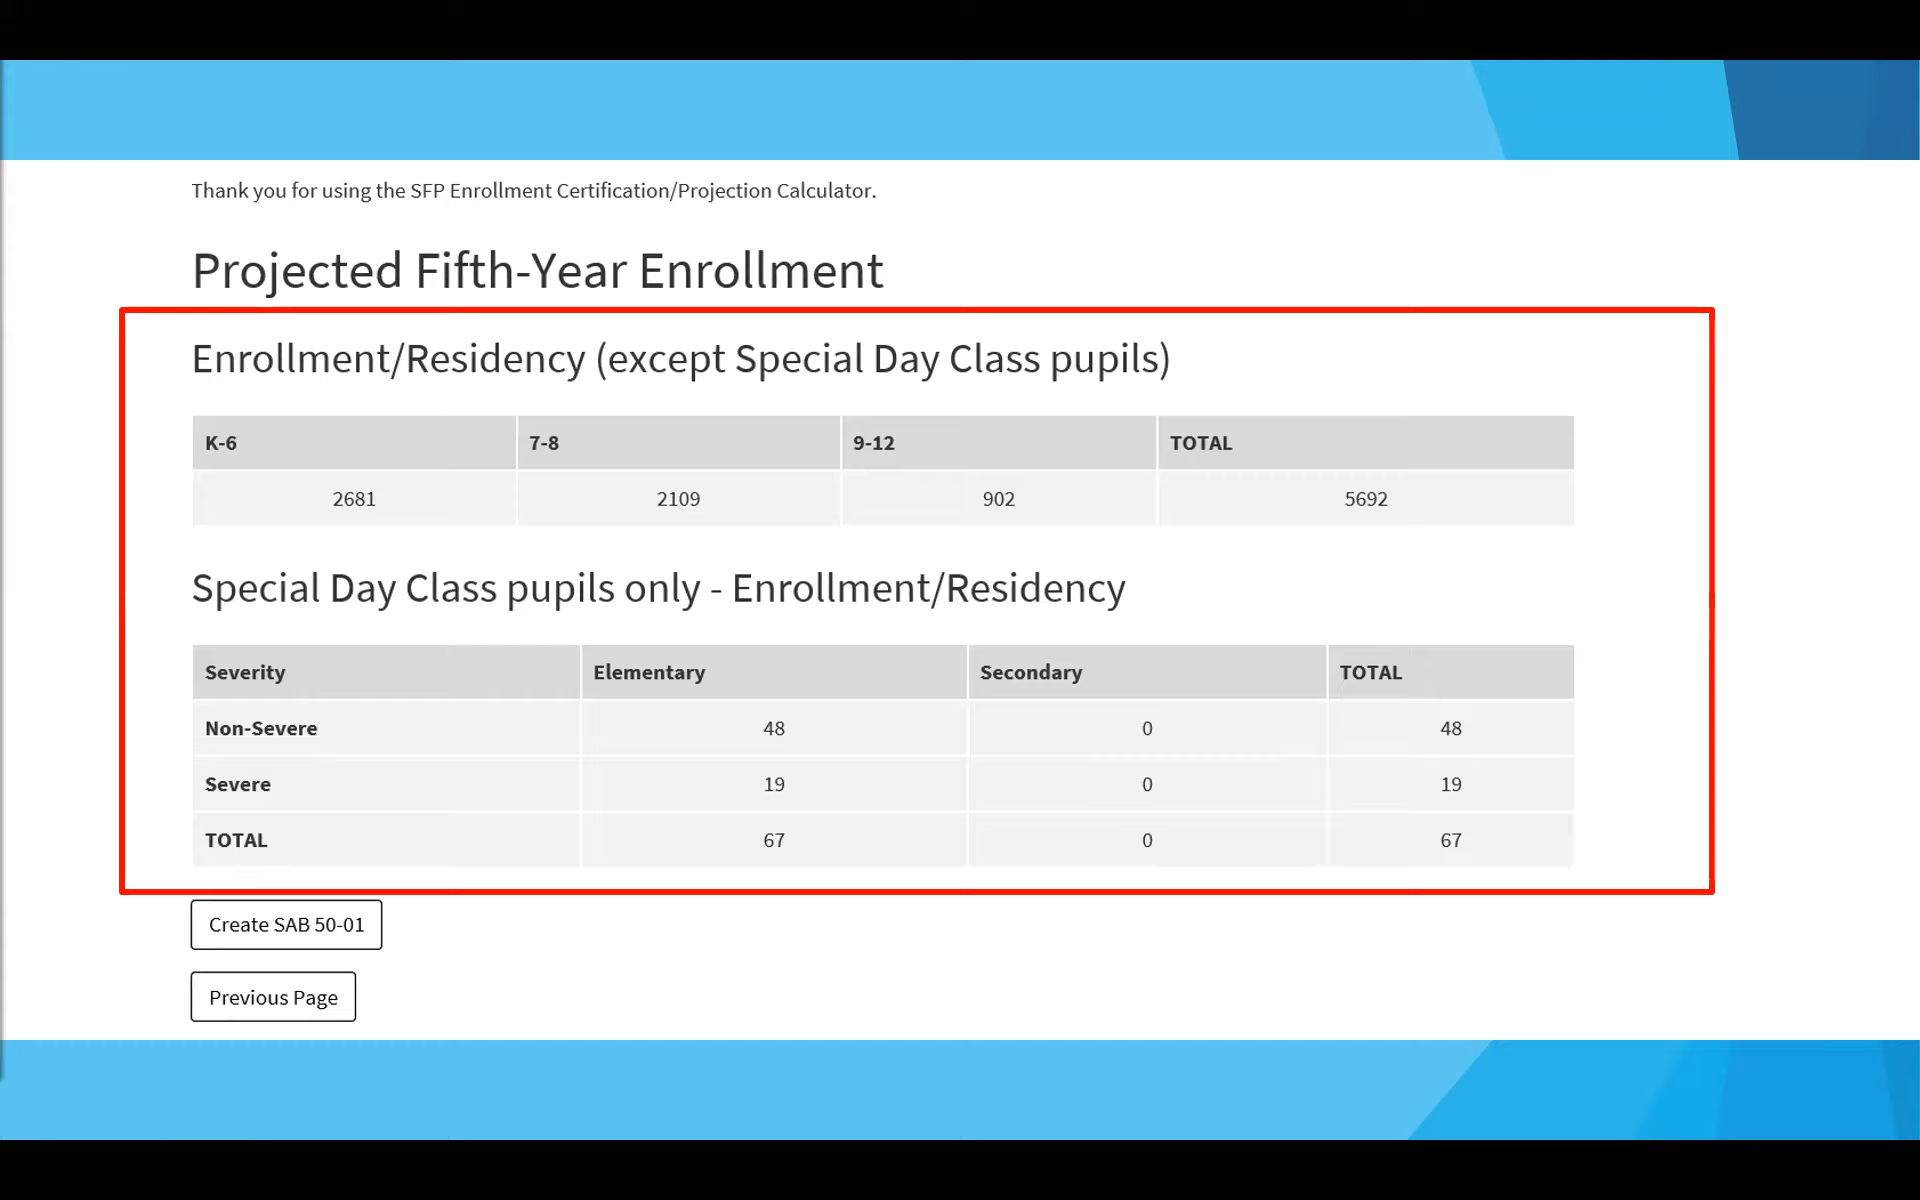 Thank you for using the SFP Enrollment Certification/Projection Calculator.
Projected Fifth-Year Enrollment
Enrollment/Residency (except Special Day Class pupils)
K-6 7-8 9-12 TOTAL
2681 2109 902 5692
Special Day Class pupils only - Enrollment/Residency
Severity Elementary Secondary TOTAL
Non-Severe 48 0 48
Severe 19 0 19
TOTAL 67 0 67
Create SAB 50-01
Previous Page